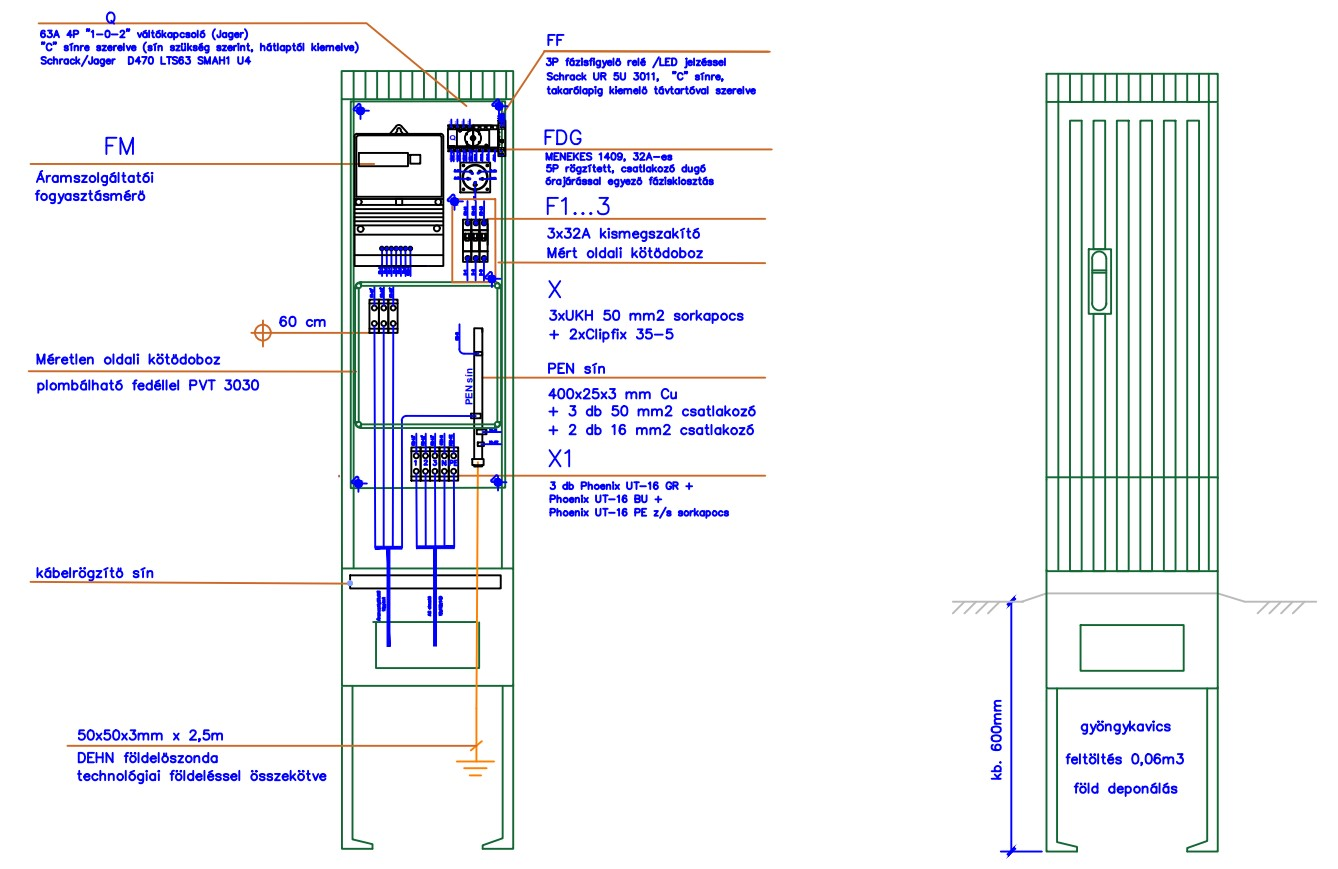 Q
63A 4P "1-0-2" váltókapcsoló (Jager)
"C" sínre szerelve (sín szükség szerint, hátlaptól kiemelve)
Schrack/Jager D470 LTS63 SMAH1 U4
FM
Áramszolgáltatói
fogyasztásmérő
60 cm
Méretlen oldali kötődoboz
plombálható fedéllel PVT 3030
kábelrögzítő sín
50x50x3mm x 2,5m
DEHN földelőszonda
technológiai földeléssel összekötve
PEN sín
1 2 3 N PE
FF
3P fázisfigyelő relé /LED jelzéssel
Schrack UR 5U 3011, "C" sínre,
takarólapig kiemelő távtartóval szerelve
FDG
MENEKES 1409, 32A-es
5P rögzített, csatlakozó dugó
órajárással egyező fáziskiosztás
F1...3
3x32A kismegszakító
Mért oldali kötődoboz
X
3xUKH 50 mm2 sorkapocs
+ 2xClipfix 35-5
PEN sín
400x25x3 mm Cu
+ 3 db 50 mm2 csatlakozó
+ 2 db 16 mm2 csatlakozó
X1
3 db Phoenix UT-16 GR +
Phoenix UT-16 BU +
Phoenix UT-16 PE z/s sorkapocs
kb. 600mm
gyöngykavics
feltöltés 0,06m3
föld deponálás